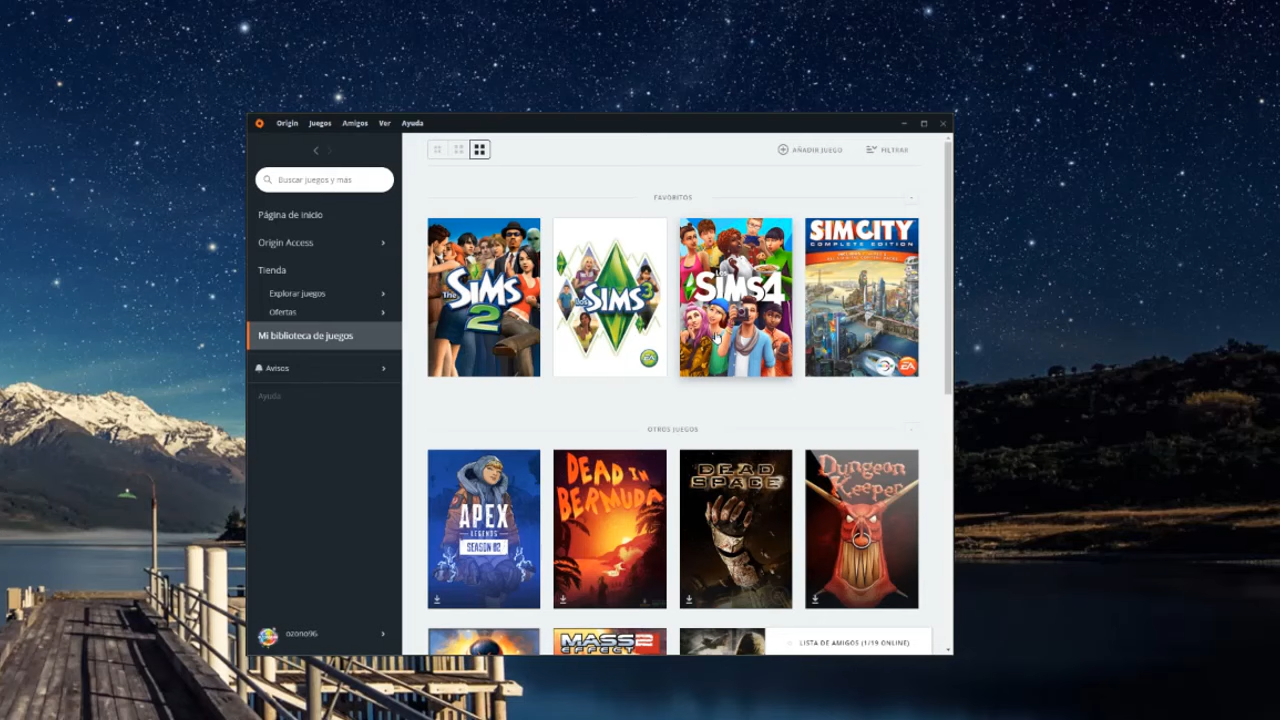 Origin Juegos Amigos Ver Ayuda
Buscar juegos y más
Página de inicio
Origin Access
Tienda
Explorar juegos
Ofertas
Mi biblioteca de juegos
Avisos
Ayuda
ozono96
AÑADIR JUEGO
FILTRAR
FAVORITOS
The SIMS 2
Los SIMS 3
EA
Los SIMS 4
SIMCITY
COMPLETE EDITION
EA
OTROS JUEGOS
APEX
LEGENDS
SEASON 02
DEAD IN
BERMUDA
DEAD
SPACE
Dungeon
Keeper
MASS 2
EFFECT
LISTA DE AMIGOS (1/19 ONLINE)